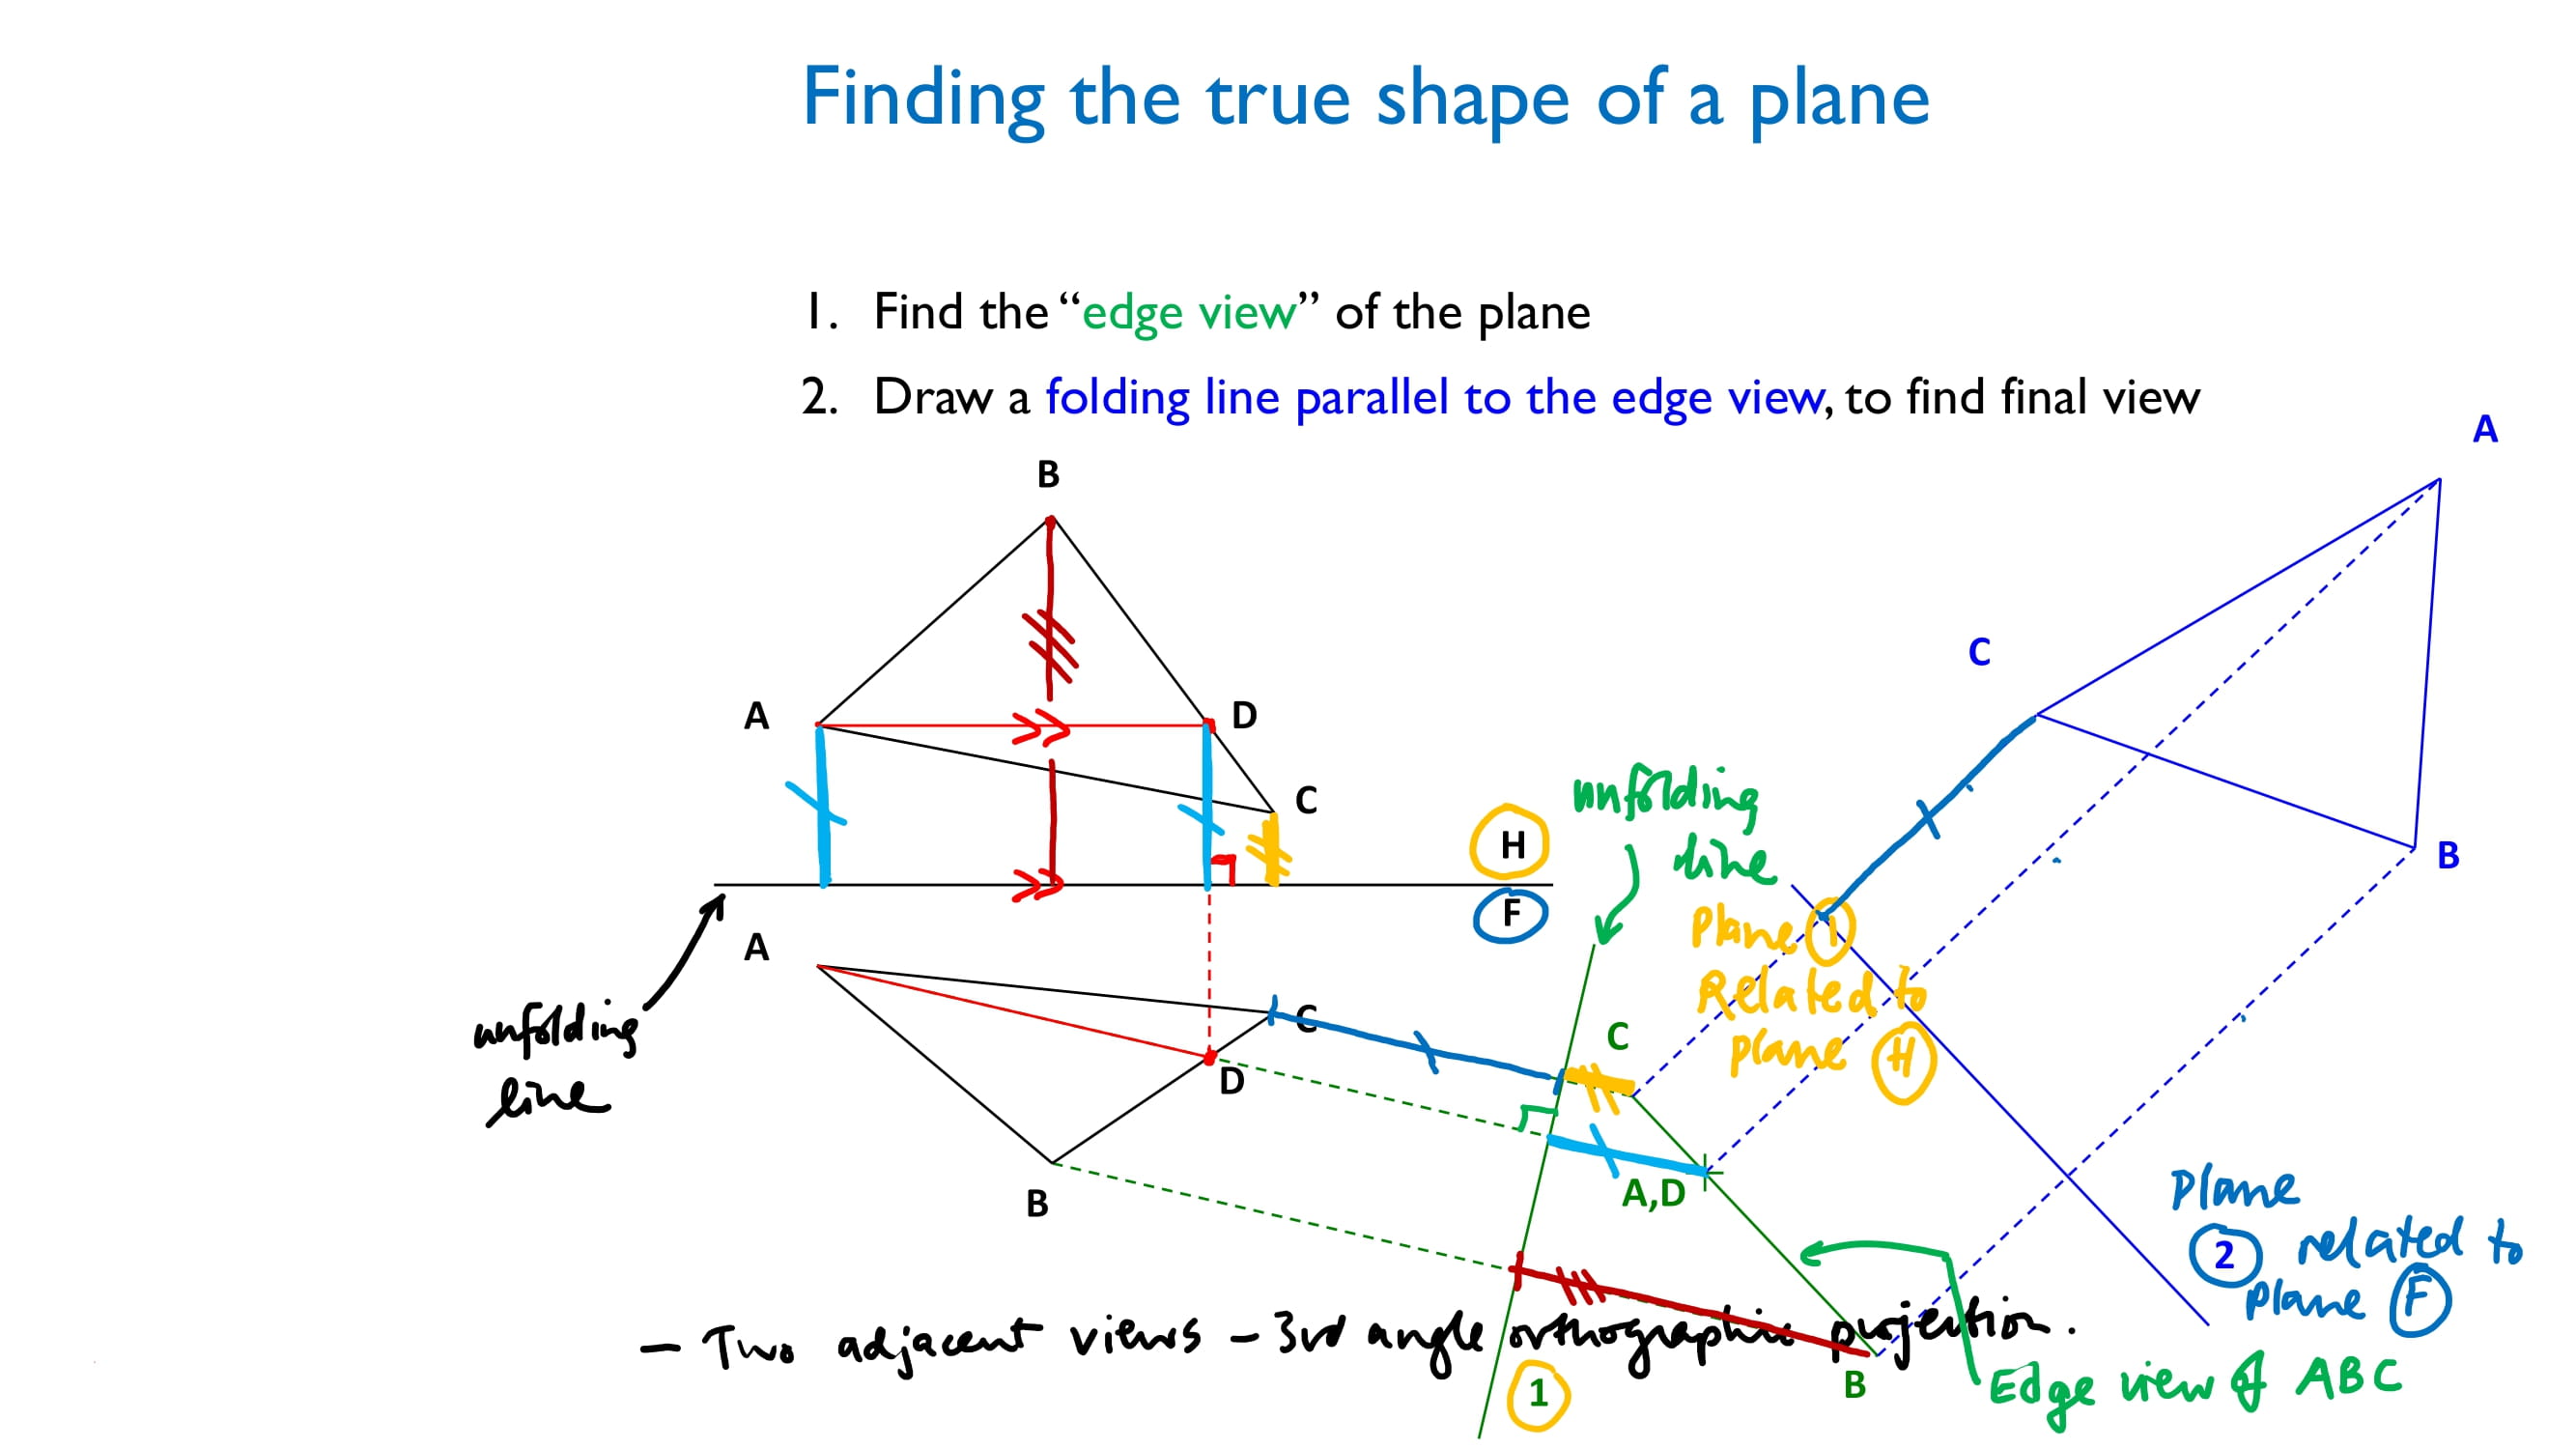 Finding the true shape of a plane
1. Find the “edge view” of the plane
2. Draw a folding line parallel to the edge view, to find final view
A
B
C
A
D
C
B
unfolding
line
H
F
A
C
D
B
unfolding
line
Plane 1
Related to
plane H
C
A,D
Plane
2 related to
plane F
– Two adjacent views – 3rd angle orthographic projection.
1
B
Edge view of ABC